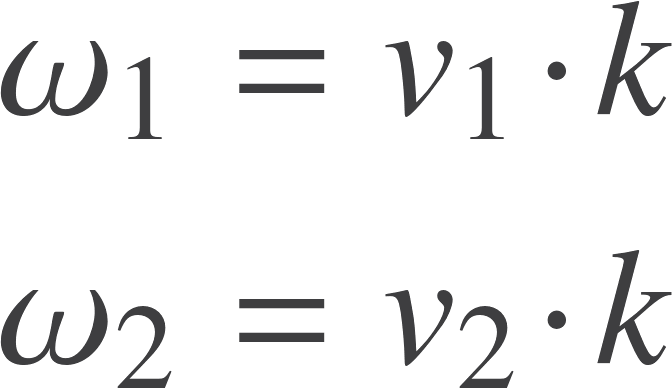 ω₁ = v₁ · k
ω₂ = v₂ · k